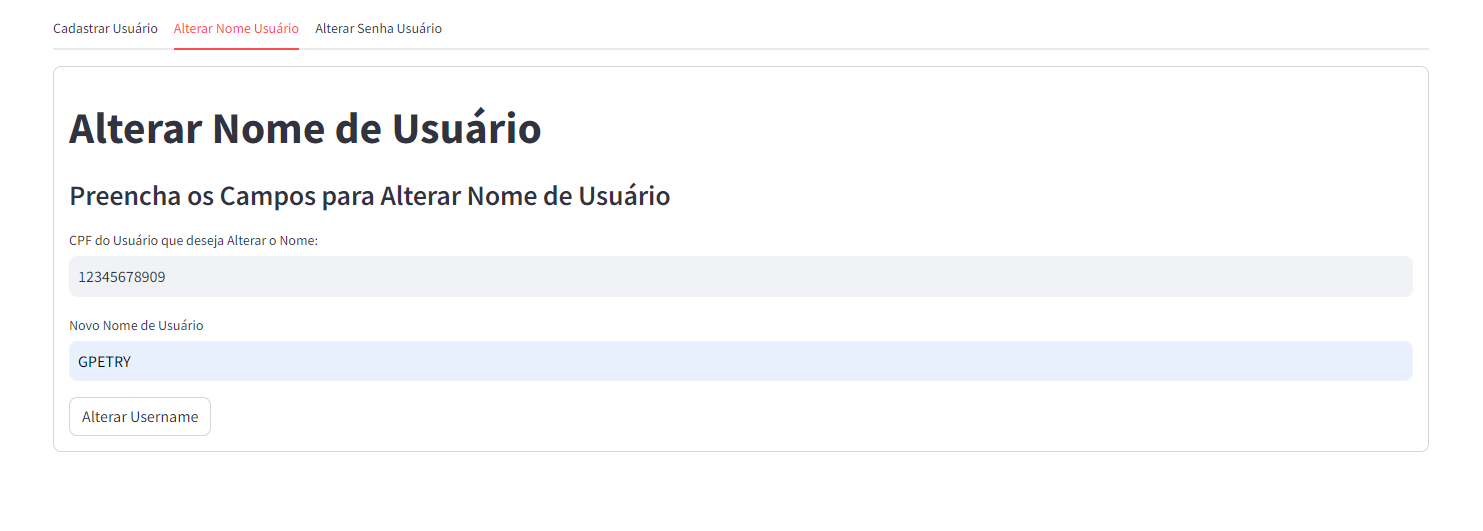 Cadastrar Usuário Alterar Nome Usuário Alterar Senha Usuário
Alterar Nome de Usuário
Preencha os Campos para Alterar Nome de Usuário
CPF do Usuário que deseja Alterar o Nome:
12345678909
Novo Nome de Usuário
GPETRY
Alterar Username